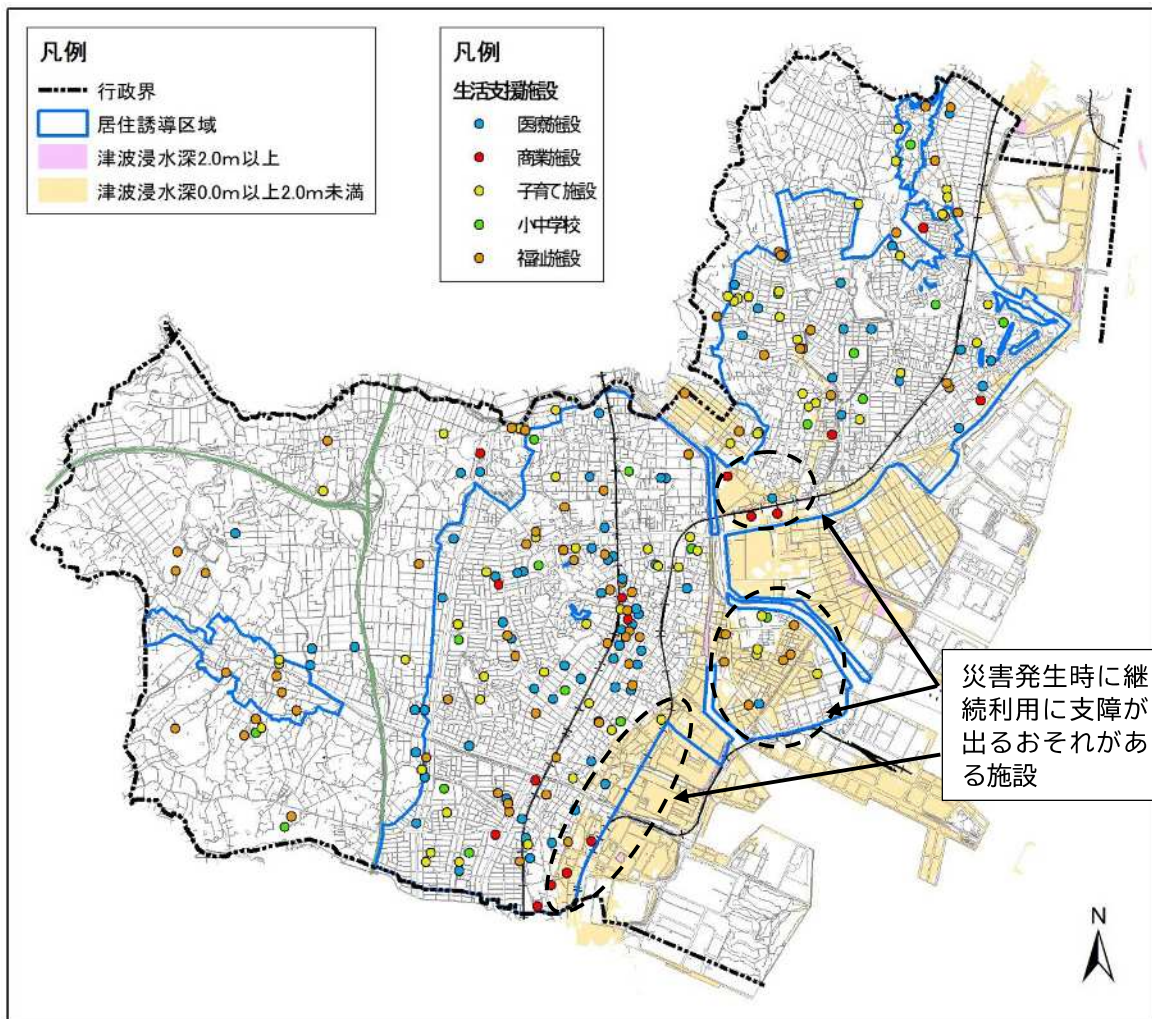 凡例
行政界
居住誘導区域
津波浸水深2.0m以上
津波浸水深0.0m以上2.0m未満
凡例
生活支援施設
医療施設
商業施設
子育て施設
小中学校
福祉施設
災害発生時に継
続利用に支障が
出るおそれがあ
る施設
N